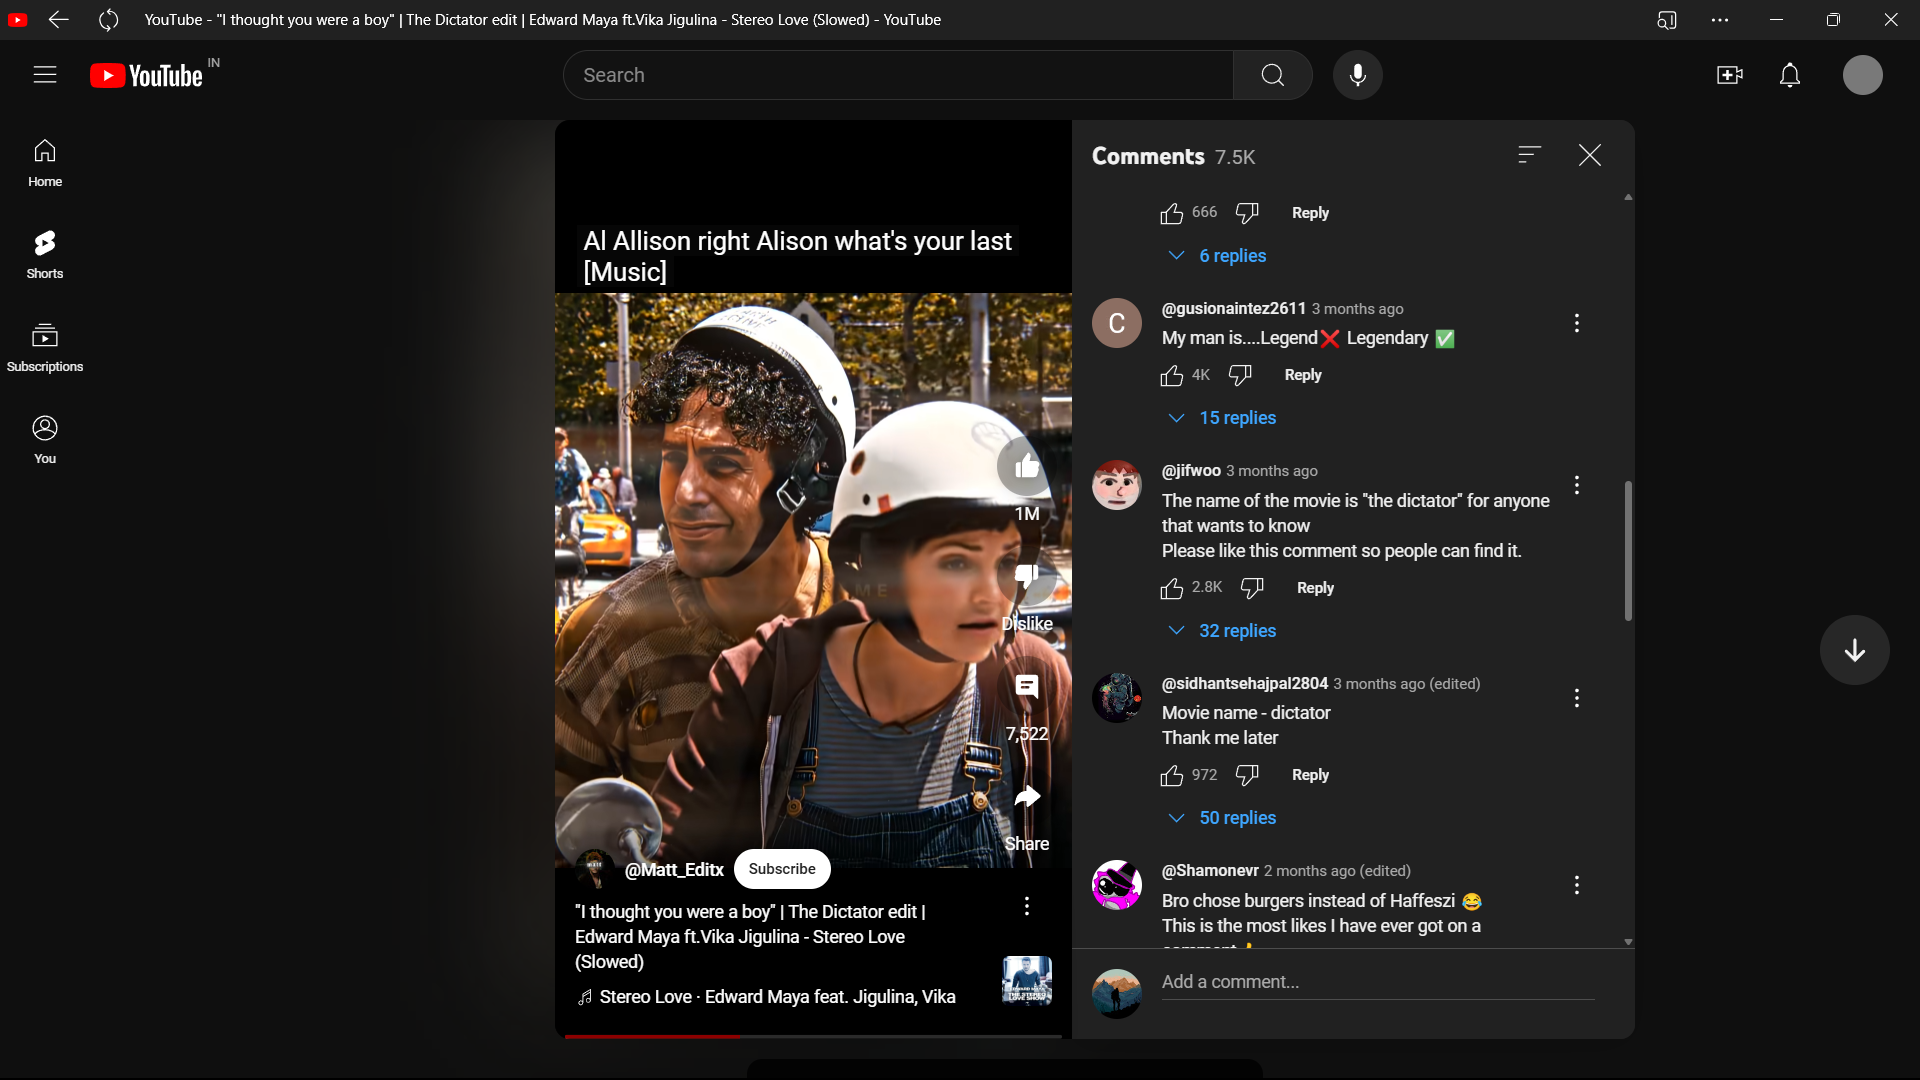 YouTube - "I thought you were a boy" | The Dictator edit | Edward Maya ft.Vika Jigulina - Stereo Love (Slowed) - YouTube
YouTube IN
Search
Home
Shorts
Subscriptions
You
Al Allison right Alison what's your last
[Music]
1M
Dislike
7,522
Share
@Matt_Editx Subscribe
"I thought you were a boy" | The Dictator edit |
Edward Maya ft.Vika Jigulina - Stereo Love
(Slowed)
Stereo Love · Edward Maya feat. Jigulina, Vika
Comments 7.5K
666 Reply
6 replies
C
@gusionaintez2611 3 months ago
My man is....Legend❌ Legendary ✅
4K Reply
15 replies
@jifwoo 3 months ago
The name of the movie is "the dictator" for anyone
that wants to know
Please like this comment so people can find it.
2.8K Reply
32 replies
@sidhantsehajpal2804 3 months ago (edited)
Movie name - dictator
Thank me later
972 Reply
50 replies
@Shamonevr 2 months ago (edited)
Bro chose burgers instead of Haffeszi 😂
This is the most likes I have ever got on a
Add a comment...